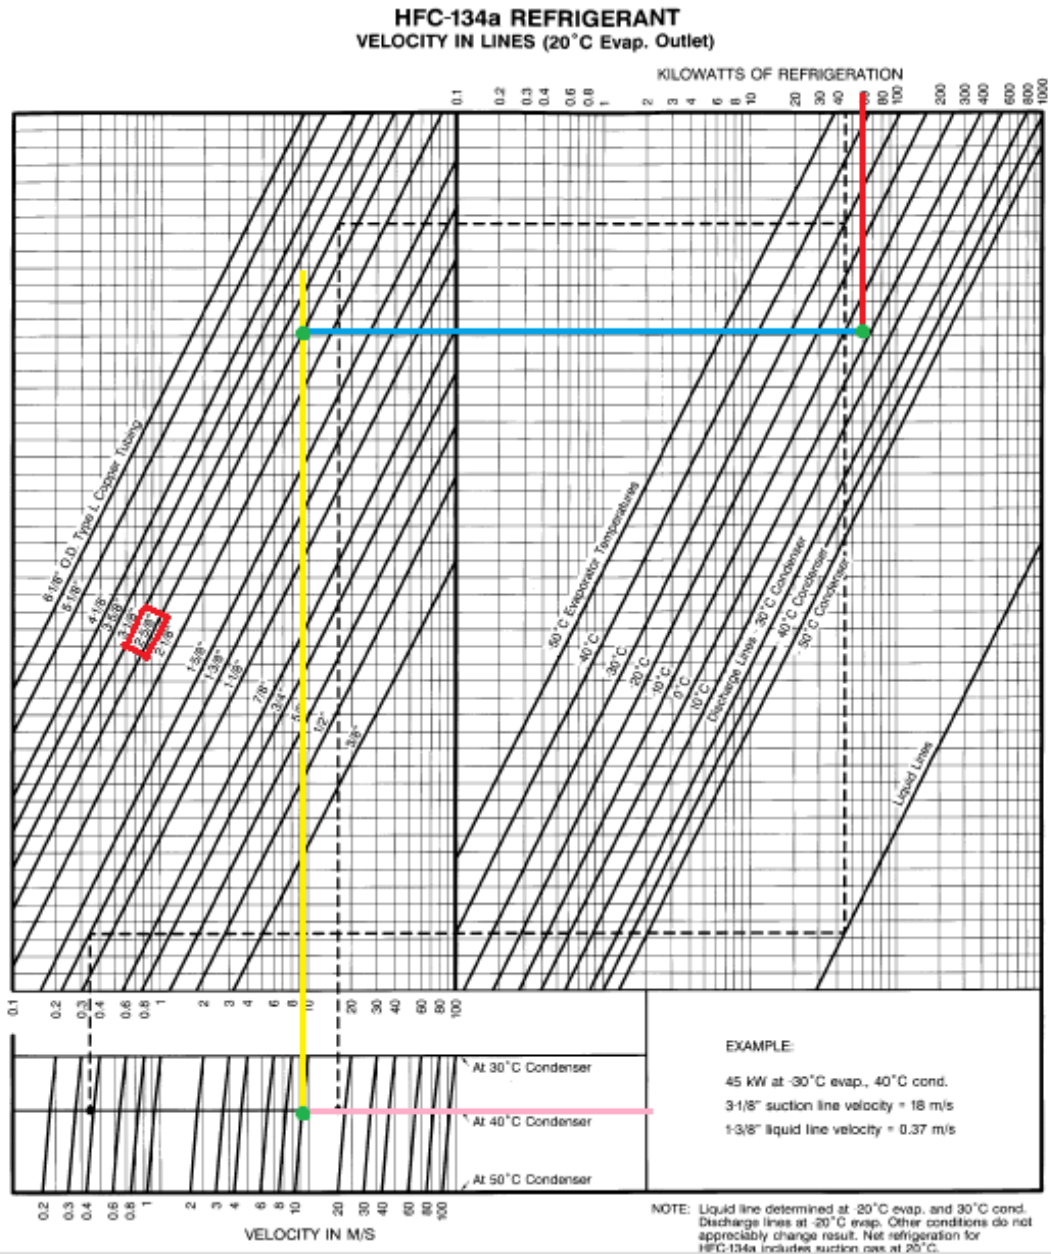 HFC-134a REFRIGERANT
VELOCITY IN LINES (20°C Evap. Outlet)
KILOWATTS OF REFRIGERATION
0.1 0.2 0.3 0.4 0.6 0.8 1 2 3 4 6 8 10 20 30 40 80 100 200 300 400 600 800 1000
6-1/8" O.D. Type L Copper Tubing
5-1/8"
4-1/8"
3-5/8"
3-1/8"
2-5/8"
2-1/8"
1-5/8"
1-3/8"
1-1/8"
7/8"
3/4"
1/2"
3/8"
-50°C Evaporator Temperatures
-40°C
-30°C
-20°C
-10°C
0°C
10°C
Discharge Lines - 30°C Condenser
40°C Condenser
50°C Condenser
Liquid Lines
0.1 0.2 0.3 0.4 0.6 0.8 1 2 3 4 6 8 10 20 30 40 60 80 100
At 30°C Condenser
At 40°C Condenser
At 50°C Condenser
0.2 0.3 0.4 0.6 0.8 1 2 3 4 6 8 10 20 30 40 60 80 100
VELOCITY IN M/S
EXAMPLE:
45 kW at -30°C evap., 40°C cond.
3-1/8" suction line velocity = 18 m/s
1-3/8" liquid line velocity = 0.37 m/s
NOTE: Liquid line determined at -20°C evap. and 30°C cond.
Discharge lines at -20°C evap. Other conditions do not
appreciably change result. Net refrigeration for
HFC-134a includes suction gas at 20°C.